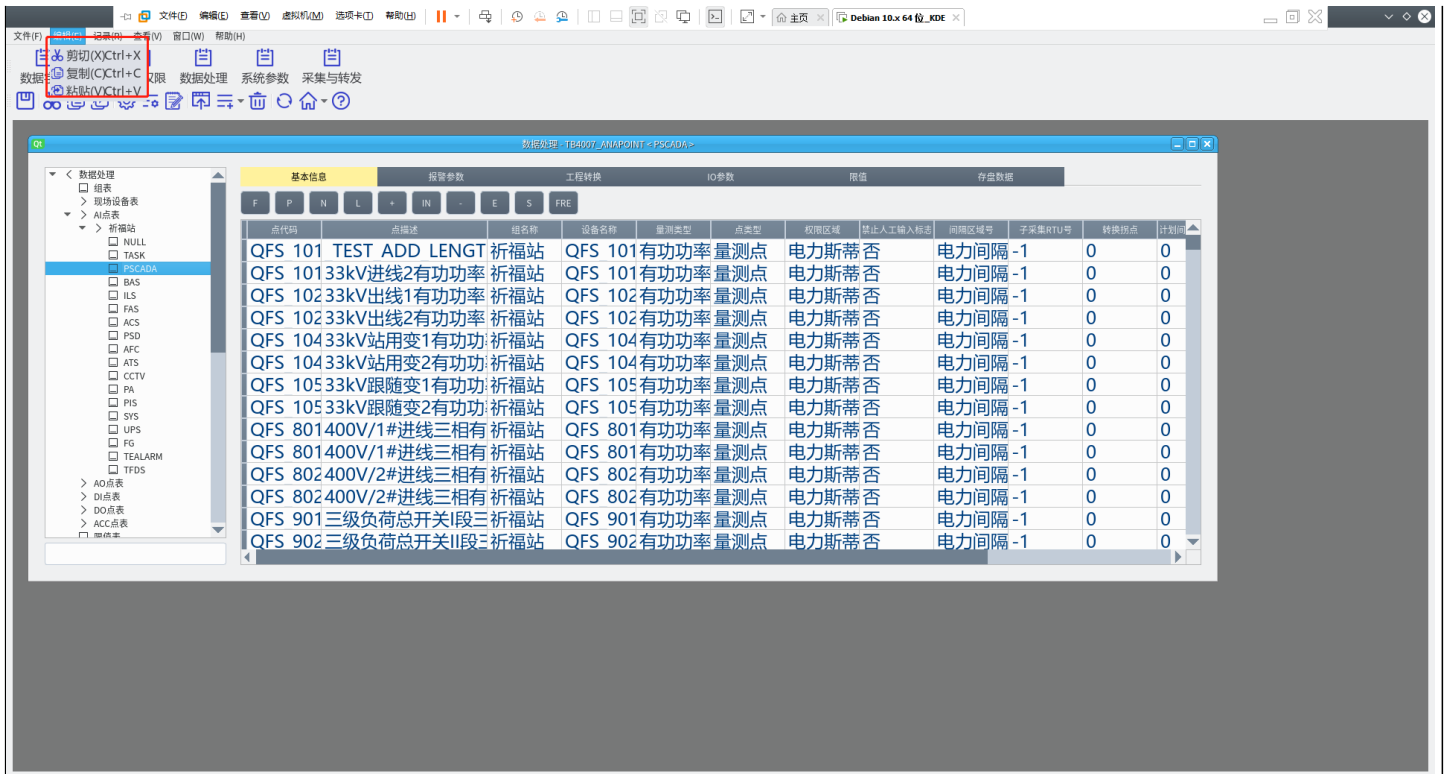 文件(F) 编辑(E) 查看(V) 虚拟机(M) 选项卡(T) 帮助(H) 主页 Debian 10.x 64 位_KDE
文件(F) 编辑(E) 记录(R) 查看(V) 窗口(W) 帮助(H)
剪切(X)Ctrl+X
复制(C)Ctrl+C
粘贴(V)Ctrl+V
数据 权限 数据处理 系统参数 采集与转发
Qt 数据处理 - TB4007_ANAPOINT < PSCADA >
数据处理
组表
现场设备表
AI点表
祈福站
NULL
TASK
PSCADA
BAS
ILS
FAS
ACS
PSD
AFC
ATS
CCTV
PA
PIS
SYS
UPS
FG
TEALARM
TFDS
AO点表
DI点表
DO点表
ACC点表
限值表
基本信息 报警参数 工程转换 IO参数 限值 存盘数据
F P N L + IN - E S FRE
点代码 点描述 组名称 设备名称 量测类型 点类型 权限区域 禁止人工输入标志 间隔区域号 子采集RTU号 转换拐点 计划间
QFS 101 _TEST ADD LENGT 祈福站 QFS 101 有功功率 量测点 电力斯蒂 否 电力间隔 -1 0 0
QFS 101 33kV进线2有功功率 祈福站 QFS 101 有功功率 量测点 电力斯蒂 否 电力间隔 -1 0 0
QFS 102 33kV出线1有功功率 祈福站 QFS 102 有功功率 量测点 电力斯蒂 否 电力间隔 -1 0 0
QFS 102 33kV出线2有功功率 祈福站 QFS 102 有功功率 量测点 电力斯蒂 否 电力间隔 -1 0 0
QFS 104 33kV站用变1有功功 祈福站 QFS 104 有功功率 量测点 电力斯蒂 否 电力间隔 -1 0 0
QFS 104 33kV站用变2有功功 祈福站 QFS 104 有功功率 量测点 电力斯蒂 否 电力间隔 -1 0 0
QFS 105 33kV跟随变1有功功 祈福站 QFS 105 有功功率 量测点 电力斯蒂 否 电力间隔 -1 0 0
QFS 105 33kV跟随变2有功功 祈福站 QFS 105 有功功率 量测点 电力斯蒂 否 电力间隔 -1 0 0
QFS 801 400V/1#进线三相有 祈福站 QFS 801 有功功率 量测点 电力斯蒂 否 电力间隔 -1 0 0
QFS 801 400V/1#进线三相有 祈福站 QFS 801 有功功率 量测点 电力斯蒂 否 电力间隔 -1 0 0
QFS 802 400V/2#进线三相有 祈福站 QFS 802 有功功率 量测点 电力斯蒂 否 电力间隔 -1 0 0
QFS 802 400V/2#进线三相有 祈福站 QFS 802 有功功率 量测点 电力斯蒂 否 电力间隔 -1 0 0
QFS 901 三级负荷总开关I段三 祈福站 QFS 901 有功功率 量测点 电力斯蒂 否 电力间隔 -1 0 0
QFS 902 三级负荷总开关II段三 祈福站 QFS 902 有功功率 量测点 电力斯蒂 否 电力间隔 -1 0 0